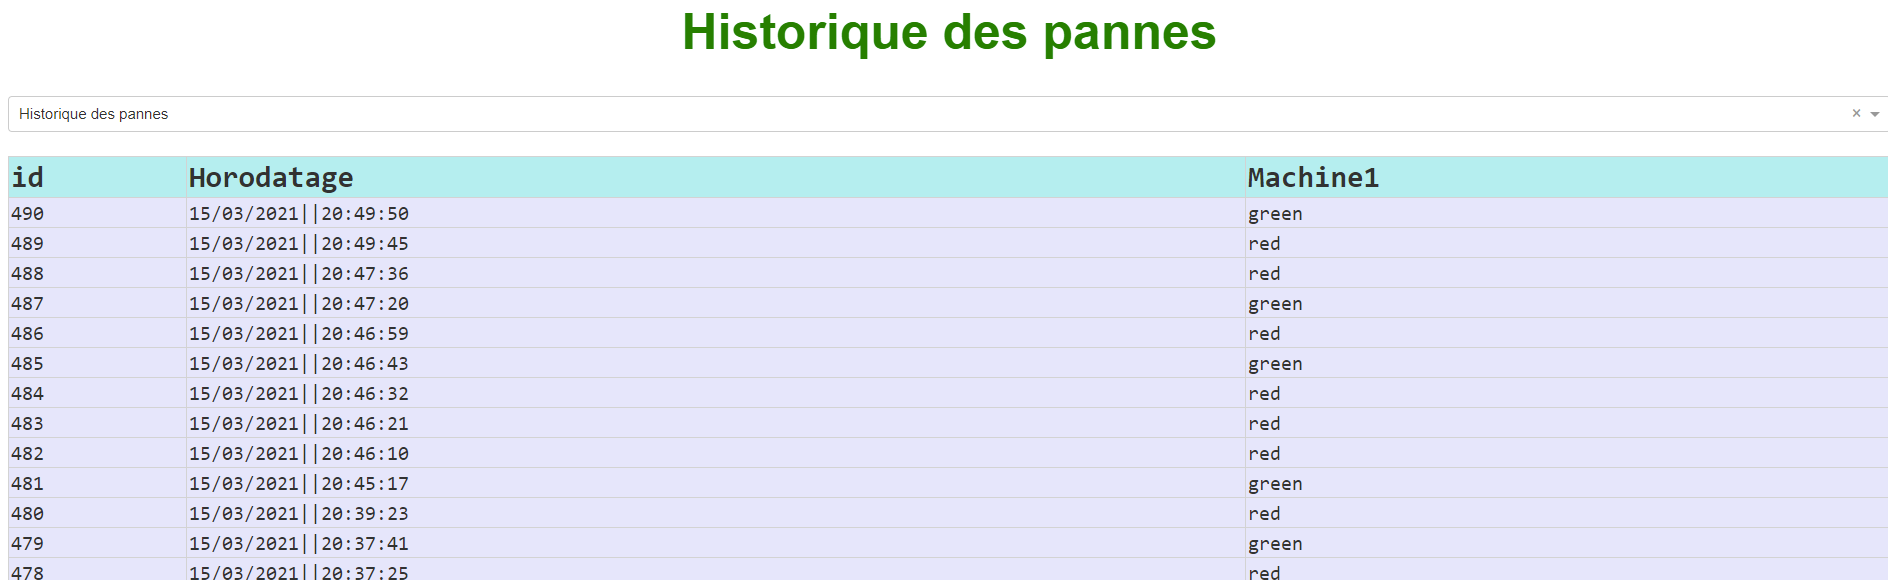 Historique des pannes
Historique des pannes × 
id Horodatage Machine1
490 15/03/2021||20:49:50 green
489 15/03/2021||20:49:45 red
488 15/03/2021||20:47:36 red
487 15/03/2021||20:47:20 green
486 15/03/2021||20:46:59 red
485 15/03/2021||20:46:43 green
484 15/03/2021||20:46:32 red
483 15/03/2021||20:46:21 red
482 15/03/2021||20:46:10 red
481 15/03/2021||20:45:17 green
480 15/03/2021||20:39:23 red
479 15/03/2021||20:37:41 green
478 15/03/2021||20:37:25 red